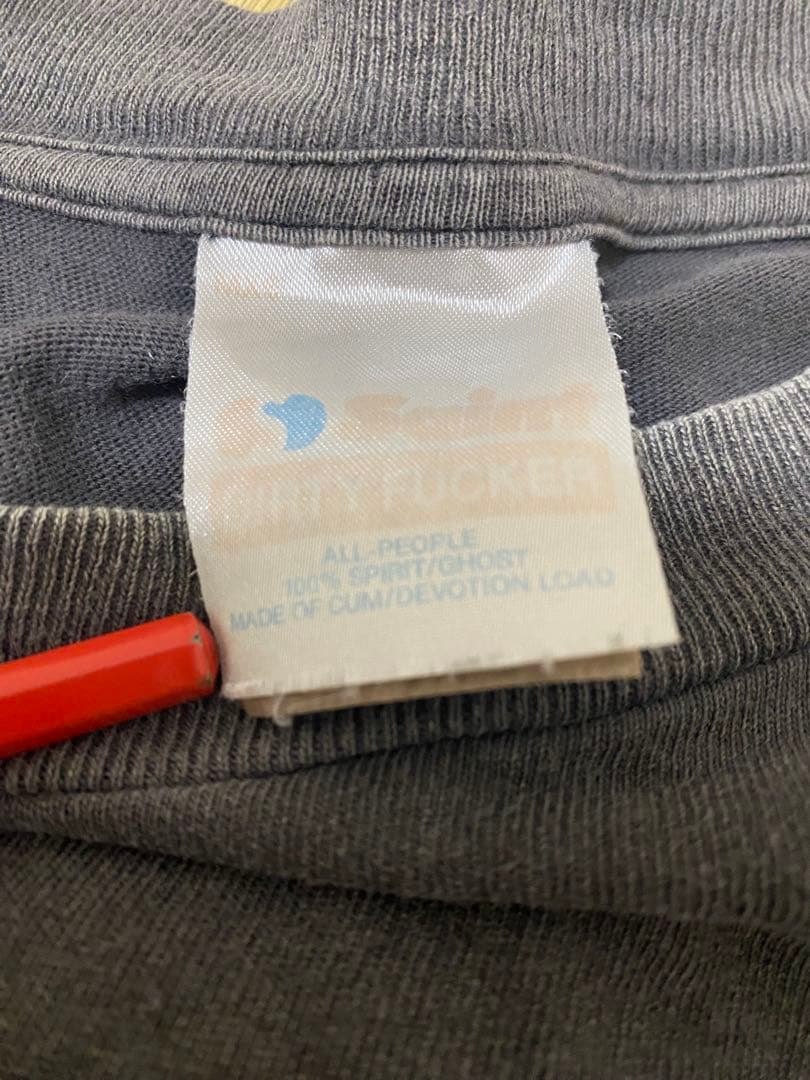 Saint
DIRTY FUCKER
ALL-PEOPLE
100% SPIRIT/GHOST
MADE OF CUM/DEVOTION LOAD